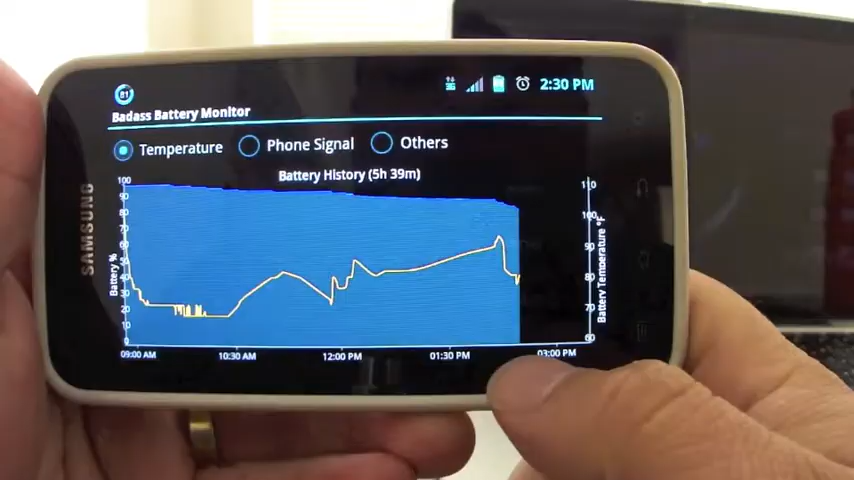 81
2:30 PM
Badass Battery Monitor
Temperature
Phone Signal
Others
Battery History (5h 39m)
SAMSUNG
Battery %
100
90
80
70
60
50
40
30
20
10
0
110
100
90
80
70
60
Battery Temperature °F
09:00 AM
10:30 AM
12:00 PM
01:30 PM
03:00 PM